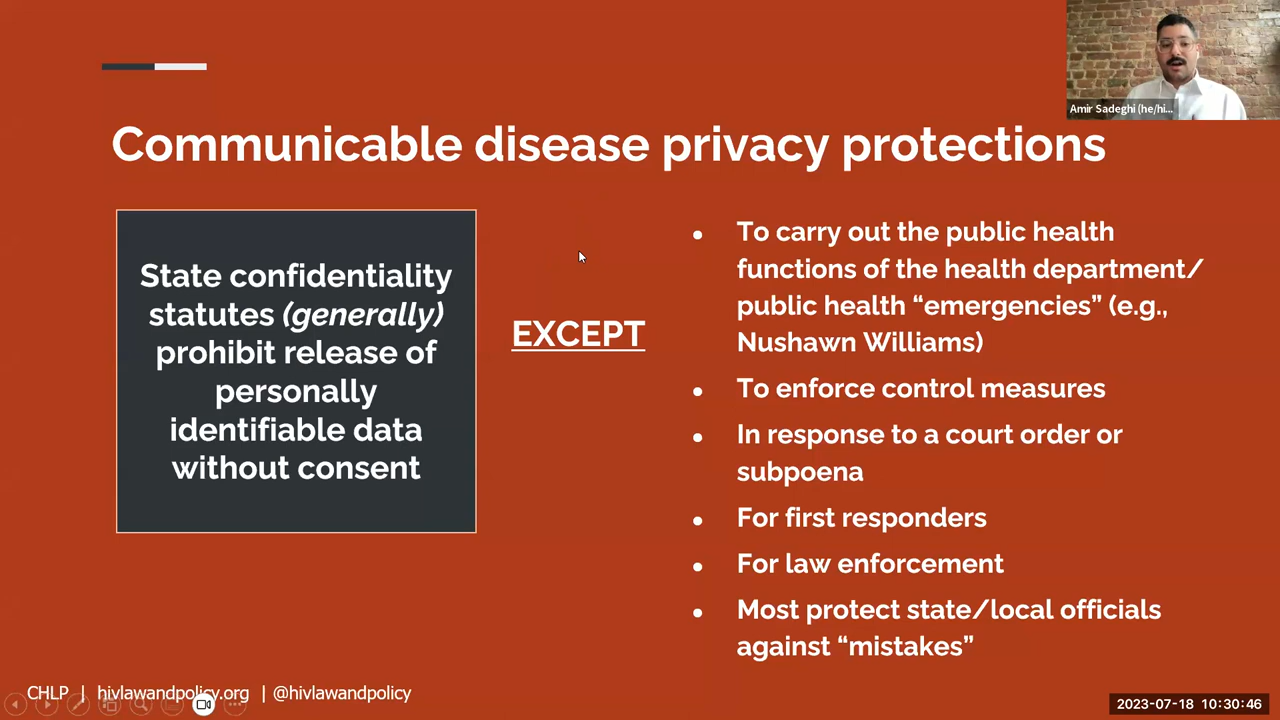 Amir Sadeghi (he/hi...
Communicable disease privacy protections
State confidentiality
statutes (generally)
prohibit release of
personally
identifiable data
without consent
EXCEPT
● To carry out the public health
functions of the health department/
public health “emergencies” (e.g.,
Nushawn Williams)
● To enforce control measures
● In response to a court order or
subpoena
● For first responders
● For law enforcement
● Most protect state/local officials
against “mistakes”
CHLP | hivlawandpolicy.org | @hivlawandpolicy
2023-07-18 10:30:46